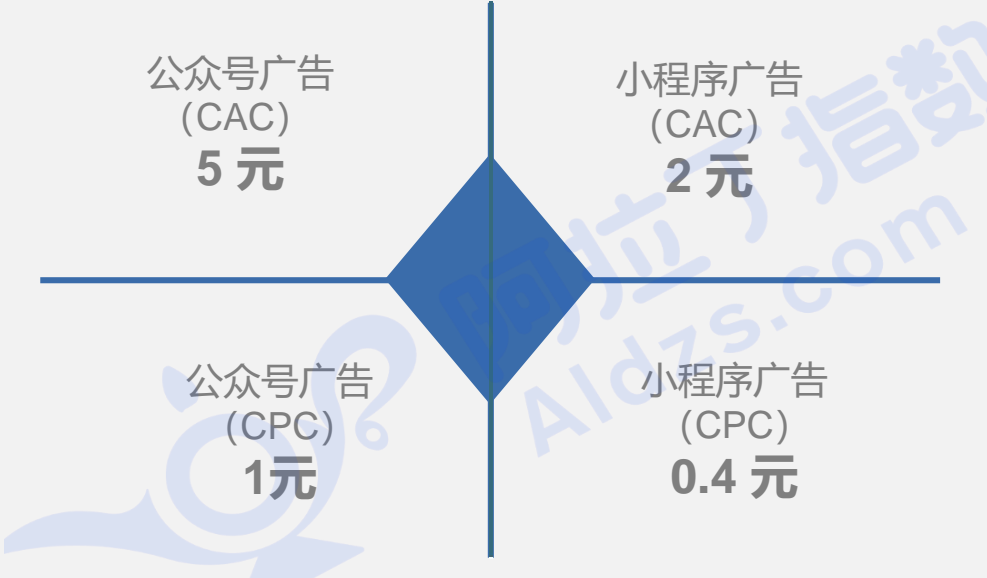 公众号广告
（CAC）
5 元
小程序广告
（CAC）
2 元
公众号广告
（CPC）
1元
小程序广告
（CPC）
0.4 元
阿拉丁指数
Aldzs.com